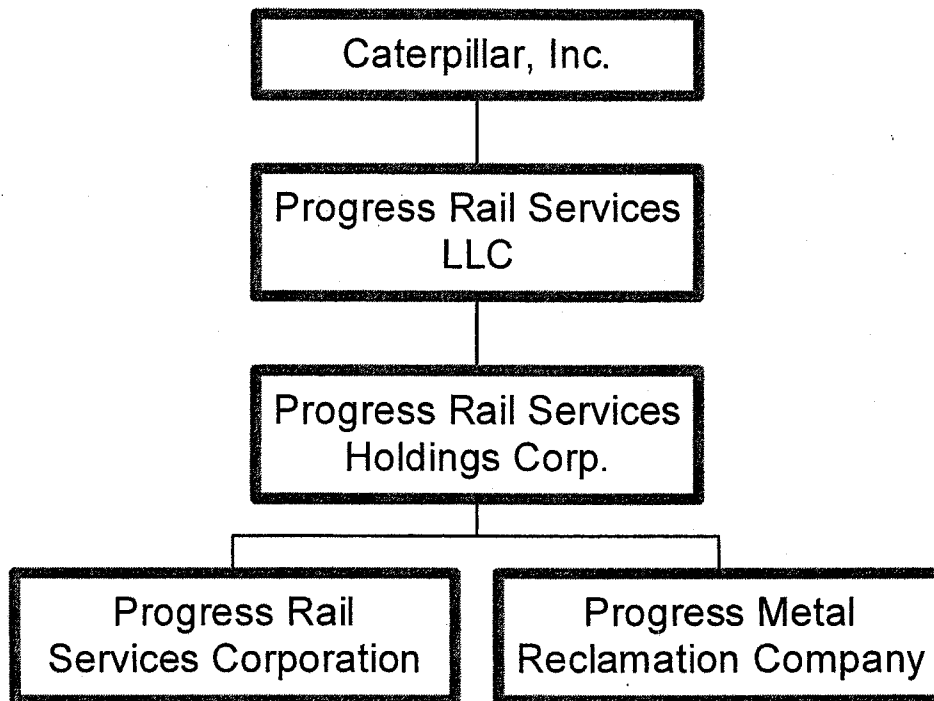 Caterpillar, Inc.
Progress Rail Services
LLC
Progress Rail Services
Holdings Corp.
Progress Rail
Services Corporation
Progress Metal
Reclamation Company